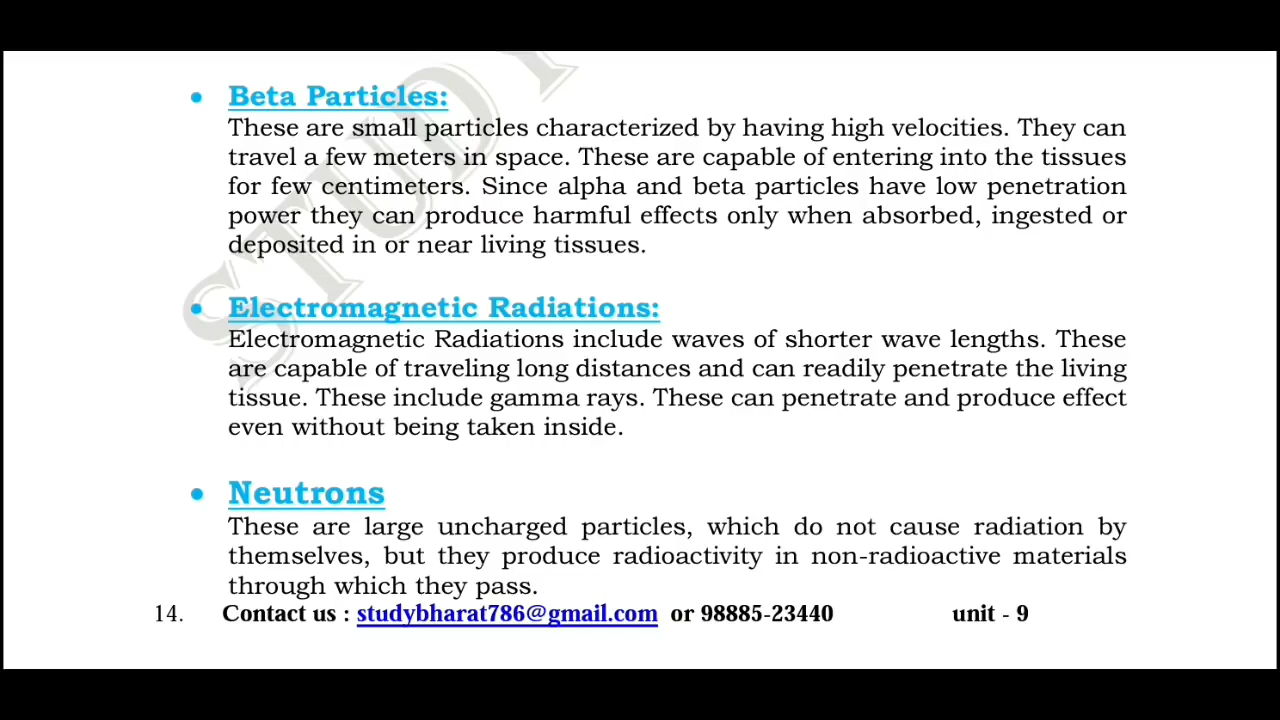 STUDY
• Beta Particles:
These are small particles characterized by having high velocities. They can
travel a few meters in space. These are capable of entering into the tissues
for few centimeters. Since alpha and beta particles have low penetration
power they can produce harmful effects only when absorbed, ingested or
deposited in or near living tissues.
• Electromagnetic Radiations:
Electromagnetic Radiations include waves of shorter wave lengths. These
are capable of traveling long distances and can readily penetrate the living
tissue. These include gamma rays. These can penetrate and produce effect
even without being taken inside.
• Neutrons
These are large uncharged particles, which do not cause radiation by
themselves, but they produce radioactivity in non-radioactive materials
through which they pass.
14. Contact us : studybharat786@gmail.com or 98885-23440 unit - 9